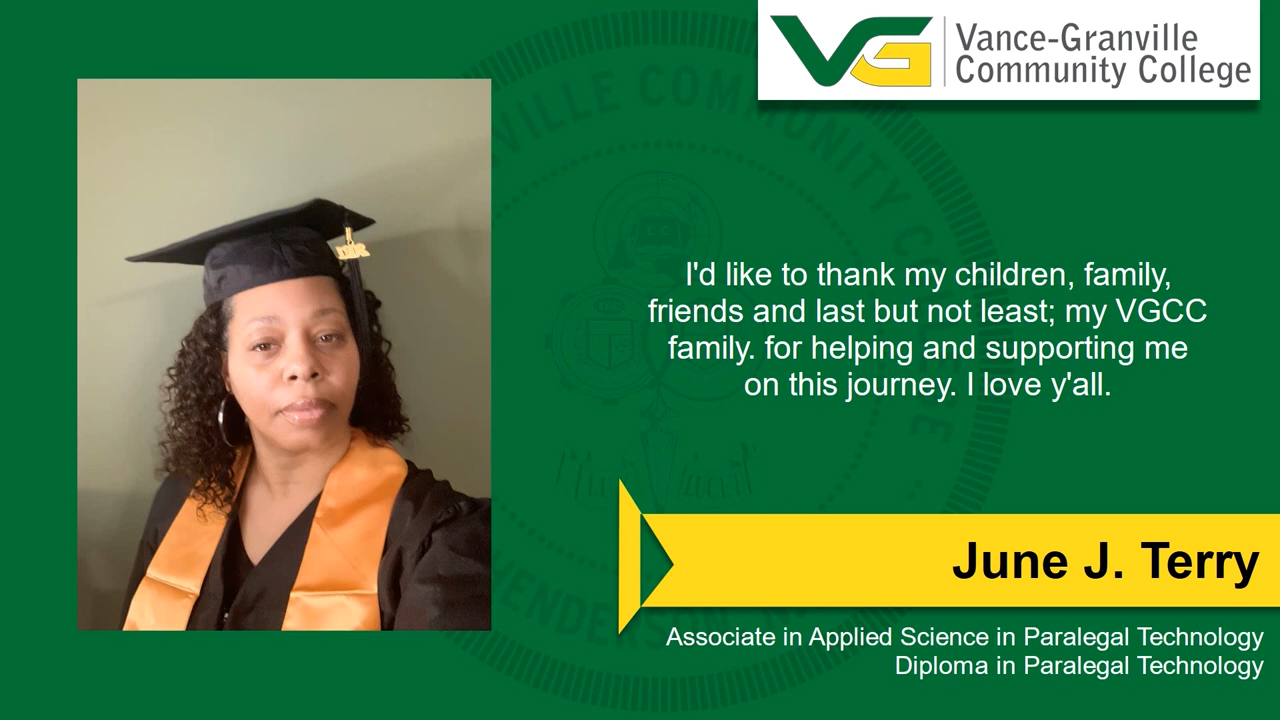 Vance-Granville
Community College
I'd like to thank my children, family,
friends and last but not least; my VGCC
family. for helping and supporting me
on this journey. I love y'all.
June J. Terry
Associate in Applied Science in Paralegal Technology
Diploma in Paralegal Technology